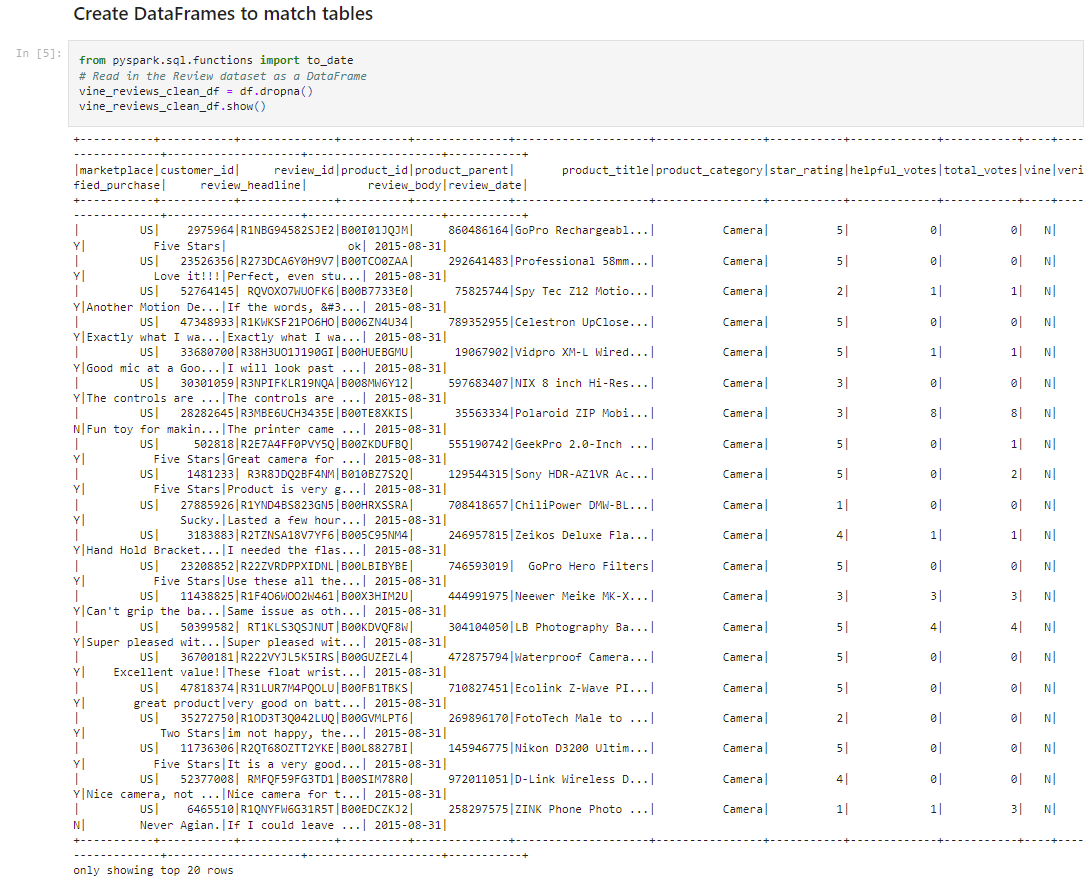 Create DataFrames to match tables
In [5]:
from pyspark.sql.functions import to_date
# Read in the Review dataset as a DataFrame
vine_reviews_clean_df = df.dropna()
vine_reviews_clean_df.show()
+-----------+-----------+--------------+----------+--------------+--------------------+----------------+-----------+-------------+-----------+----+----
-------------+--------------------+--------------------+-----------+
|marketplace|customer_id|     review_id|product_id|product_parent|       product_title|product_category|star_rating|helpful_votes|total_votes|vine|veri
fied_purchase|     review_headline|         review_body|review_date|
+-----------+-----------+--------------+----------+--------------+--------------------+----------------+-----------+-------------+-----------+----+----
-------------+--------------------+--------------------+-----------+
|         US|    2975964|R1NBG94582SJE2|B00I01JQJM|     860486164|GoPro Rechargeabl...|          Camera|          5|            0|          0|   N|
Y|          Five Stars|                  ok| 2015-08-31|
|         US|   23526356|R273DCA6Y0H9V7|B00TCO0ZAA|     292641483|Professional 58mm...|          Camera|          5|            0|          0|   N|
Y|          Love it!!!|Perfect, even stu...| 2015-08-31|
|         US|   52764145| RQVOXO7WUOFK6|B00B7733E0|      75825744|Spy Tec Z12 Motio...|          Camera|          2|            1|          1|   N|
Y|Another Motion De...|If the words, &#3...| 2015-08-31|
|         US|   47348933|R1KWKSF21PO6HO|B006ZN4U34|     789352955|Celestron UpClose...|          Camera|          5|            0|          0|   N|
Y|Exactly what I wa...|Exactly what I wa...| 2015-08-31|
|         US|   33680700|R38H3UO1J190GI|B00HUEBGMU|      19067902|Vidpro XM-L Wired...|          Camera|          5|            1|          1|   N|
Y|Good mic at a Goo...|I will look past ...| 2015-08-31|
|         US|   30301059|R3NPIFKLR19NQA|B008MW6Y12|     597683407|NIX 8 inch Hi-Res...|          Camera|          3|            0|          0|   N|
Y|The controls are ...|The controls are ...| 2015-08-31|
|         US|   28282645|R3MBE6UCH3435E|B00TE8XKIS|      35563334|Polaroid ZIP Mobi...|          Camera|          3|            8|          8|   N|
N|Fun toy for makin...|The printer came ...| 2015-08-31|
|         US|     502818|R2E7A4FF0PVY5Q|B00ZKDUFBQ|     555190742|GeekPro 2.0-Inch ...|          Camera|          5|            0|          1|   N|
Y|          Five Stars|Great camera for ...| 2015-08-31|
|         US|    1481233| R3R8JDQ2BF4NM|B010BZ7S2Q|     129544315|Sony HDR-AZ1VR Ac...|          Camera|          5|            0|          2|   N|
Y|          Five Stars|Product is very g...| 2015-08-31|
|         US|   27885926|R1YND4BS823GN5|B00HRXSSRA|     708418657|ChiliPower DMW-BL...|          Camera|          1|            0|          0|   N|
Y|              Sucky.|Lasted a few hour...| 2015-08-31|
|         US|    3183883|R2TZNSA18V7YF6|B005C95NM4|     246957815|Zeikos Deluxe Fla...|          Camera|          4|            1|          1|   N|
Y|Hand Hold Bracket...|I needed the flas...| 2015-08-31|
|         US|   23208852|R22ZVRDPPXIDNL|B00LBIBYBE|     746593019|  GoPro Hero Filters|          Camera|          5|            0|          0|   N|
Y|          Five Stars|Use these all the...| 2015-08-31|
|         US|   11438825|R1F4O6WOO2W461|B00X3HIM2U|     444991975|Neewer Meike MK-X...|          Camera|          3|            3|          3|   N|
Y|Can't grip the ba...|Same issue as oth...| 2015-08-31|
|         US|   50399582| RT1KLS3QSJNUT|B00KDVQF8W|     304104050|LB Photography Ba...|          Camera|          5|            4|          4|   N|
Y|Super pleased wit...|Super pleased wit...| 2015-08-31|
|         US|   36700181|R222VYJL5K5IRS|B00GUZEZL4|     472875794|Waterproof Camera...|          Camera|          5|            0|          0|   N|
Y|    Excellent value!|These float wrist...| 2015-08-31|
|         US|   47818374|R31LUR7M4PQOLU|B00FB1TBKS|     710827451|Ecolink Z-Wave PI...|          Camera|          5|            0|          0|   N|
Y|       great product|very good on batt...| 2015-08-31|
|         US|   35272750|R1OD3T3Q042LUQ|B00GVMLPT6|     269896170|FotoTech Male to ...|          Camera|          2|            0|          0|   N|
Y|           Two Stars|im not happy, the...| 2015-08-31|
|         US|   11736306|R2QT68OZTT2YKE|B00L8827BI|     145946775|Nikon D3200 Ultim...|          Camera|          5|            0|          0|   N|
Y|          Five Stars|It is a very good...| 2015-08-31|
|         US|   52377008| RMFQF59FG3TD1|B00SIM78R0|     972011051|D-Link Wireless D...|          Camera|          4|            0|          0|   N|
Y|Nice camera, not ...|Nice camera for t...| 2015-08-31|
|         US|    6465510|R1QNYFW6G31R5T|B00EDCZKJ2|     258297575|ZINK Phone Photo ...|          Camera|          1|            1|          3|   N|
N|        Never Agian.|If I could leave ...| 2015-08-31|
+-----------+-----------+--------------+----------+--------------+--------------------+----------------+-----------+-------------+-----------+----+----
-------------+--------------------+--------------------+-----------+
only showing top 20 rows